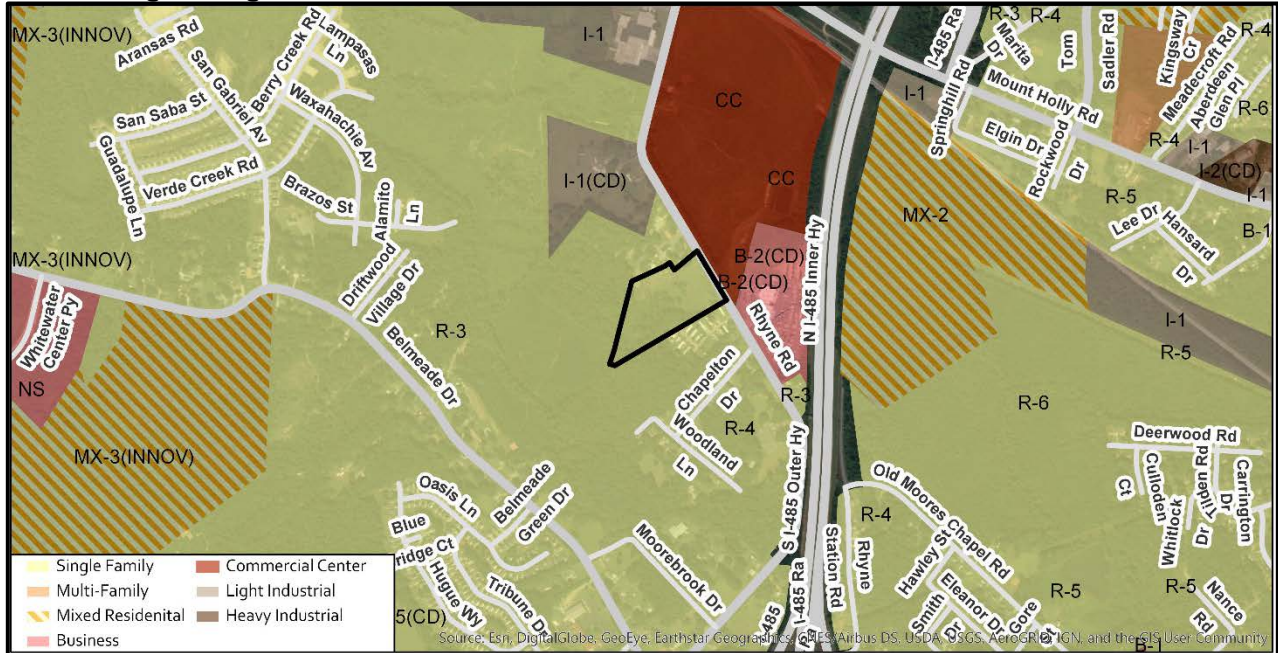 MX-3(INNOV)
Aransas Rd
San Gabriel Av
Berry Creek Rd
Lampasas Ln
San Saba St
Waxahachie Av
Guadalupe Ln
Verde Creek Rd
Brazos St
Alamito Ln
Driftwood
Village Dr
MX-3(INNOV)
Whitewater Center Py
NS
MX-3(INNOV)
R-3
Belmeade Dr
I-1
I-1(CD)
CC
CC
B-2(CD)
B-2(CD)
Rhyne Rd
Chapelton Dr
Woodland Ln
R-4
R-3
N I-485 Inner Hy
S I-485 Outer Hy
I-485 Ra
I-485 Ra
I-485
Springhill Rd
Marita Dr
R-3
R-4
Tom
Sadler Rd
Kingsway Cr
Meadecroft Rd
Aberdeen
Glen Pl
R-4
R-6
Mount Holly Rd
I-1
Elgin Dr
Rockwood Dr
R-4
I-1
I-2(CD)
I-1
R-5
Lee Dr
Hansard Dr
B-1
MX-2
I-1
R-5
R-6
Deerwood Rd
Culloden Ct
Whitlock Dr
Tilden Rd
Carrington Dr
Oasis Ln
Belmeade
Green Dr
Blue
ridge Ct
Hugue Wy
Tribune Dr
5(CD)
Moorebrook Dr
Station Rd
Rhyne
R-4
Old Moores Chapel Rd
Hawley St
Eleanor Dr
Smith Dr
Gore
R-5
R-5
Nance Rd
B-1
Single Family
Multi-Family
Mixed Residental
Business
Commercial Center
Light Industrial
Heavy Industrial
Source: Esri, DigitalGlobe, GeoEye, Earthstar Geographics, CNES/Airbus DS, USDA, USGS, AeroGRID, IGN, and the GIS User Community